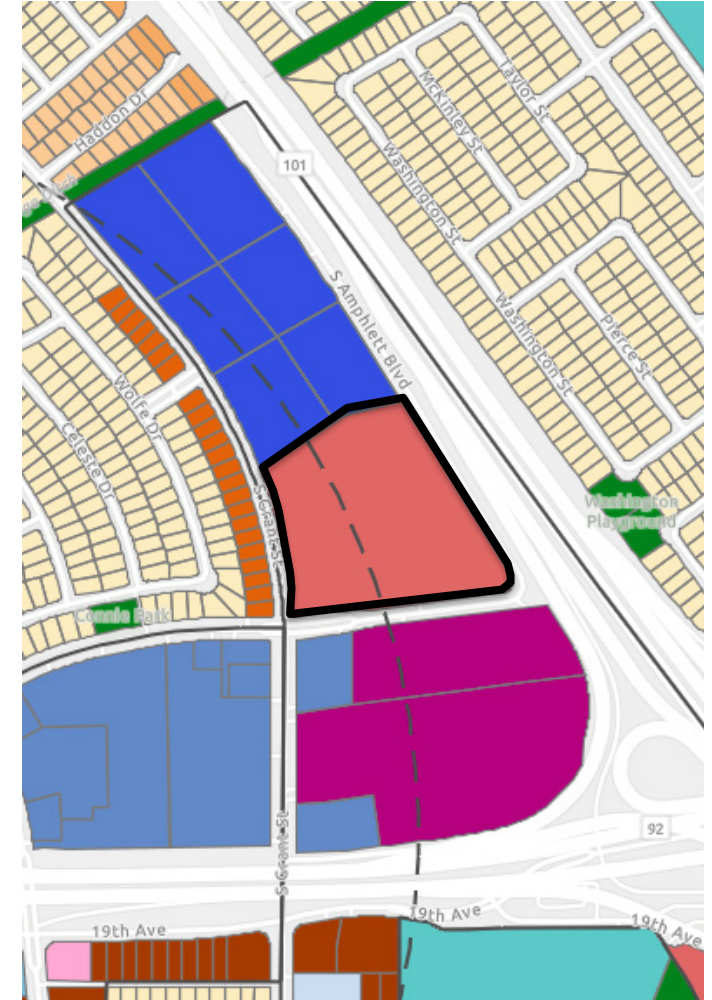 Haddon Dr
Taylor St
McKinley St
101
Washington St
S Amphlett Blvd
Washington St
Pierce St
Wolfe Dr
Celeste Dr
S Grant St
Washington
Playground
Connie Park
92
S Grant St
19th Ave
19th Ave
19th Ave